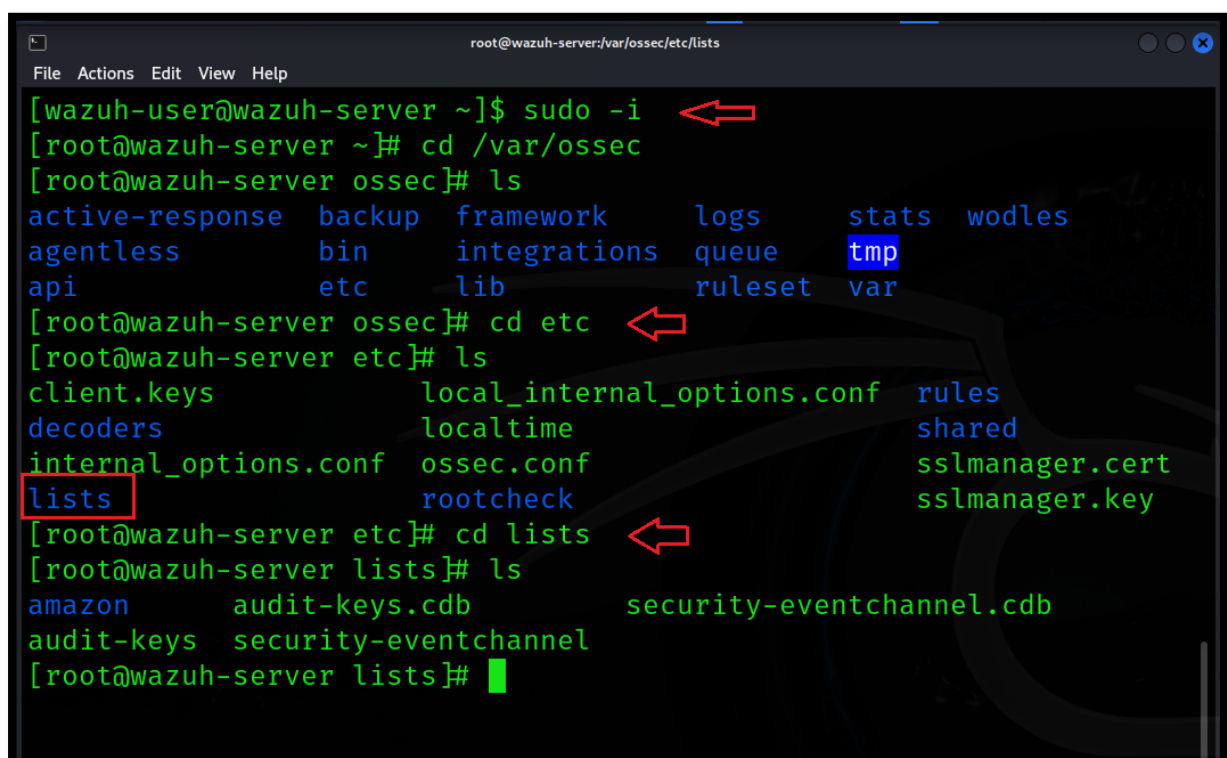 root@wazuh-server:/var/ossec/etc/lists
File Actions Edit View Help
[wazuh-user@wazuh-server ~]$ sudo -i
[root@wazuh-server ~]# cd /var/ossec
[root@wazuh-server ossec]# ls
active-response backup framework logs stats wodles
agentless bin integrations queue tmp
api etc lib ruleset var
[root@wazuh-server ossec]# cd etc
[root@wazuh-server etc]# ls
client.keys local_internal_options.conf rules
decoders localtime shared
internal_options.conf ossec.conf sslmanager.cert
lists rootcheck sslmanager.key
[root@wazuh-server etc]# cd lists
[root@wazuh-server lists]# ls
amazon audit-keys.cdb security-eventchannel.cdb
audit-keys security-eventchannel
[root@wazuh-server lists]#